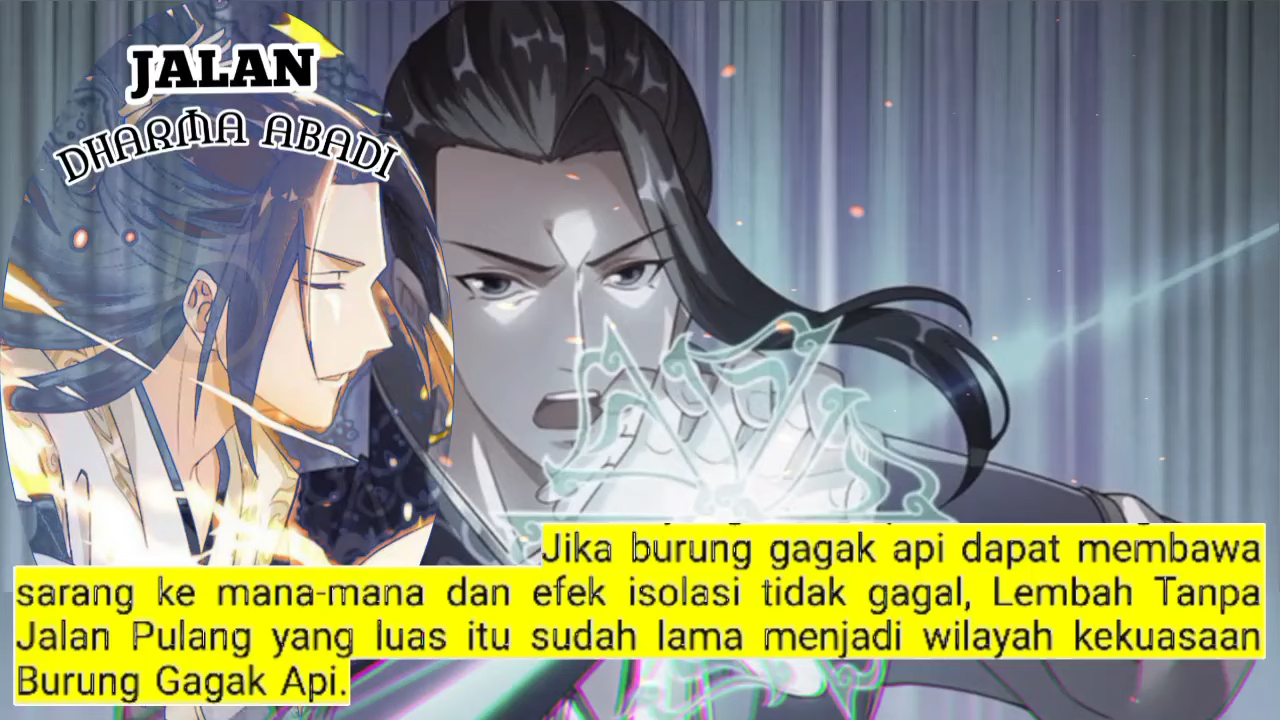 JALAN
DHARMA ABADI
Jika burung gagak api dapat membawa
sarang ke mana-mana dan efek isolasi tidak gagal, Lembah Tanpa
Jalan Pulang yang luas itu sudah lama menjadi wilayah kekuasaan
Burung Gagak Api.